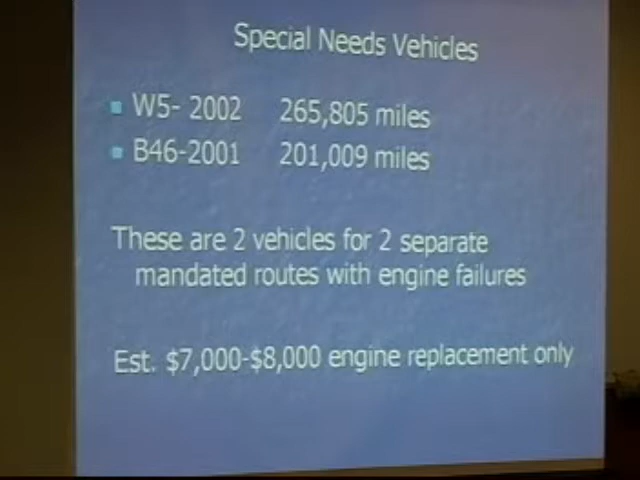 Special Needs Vehicles
W5- 2002 265,805 miles
B46-2001 201,009 miles
These are 2 vehicles for 2 separate
mandated routes with engine failures
Est. $7,000-$8,000 engine replacement only